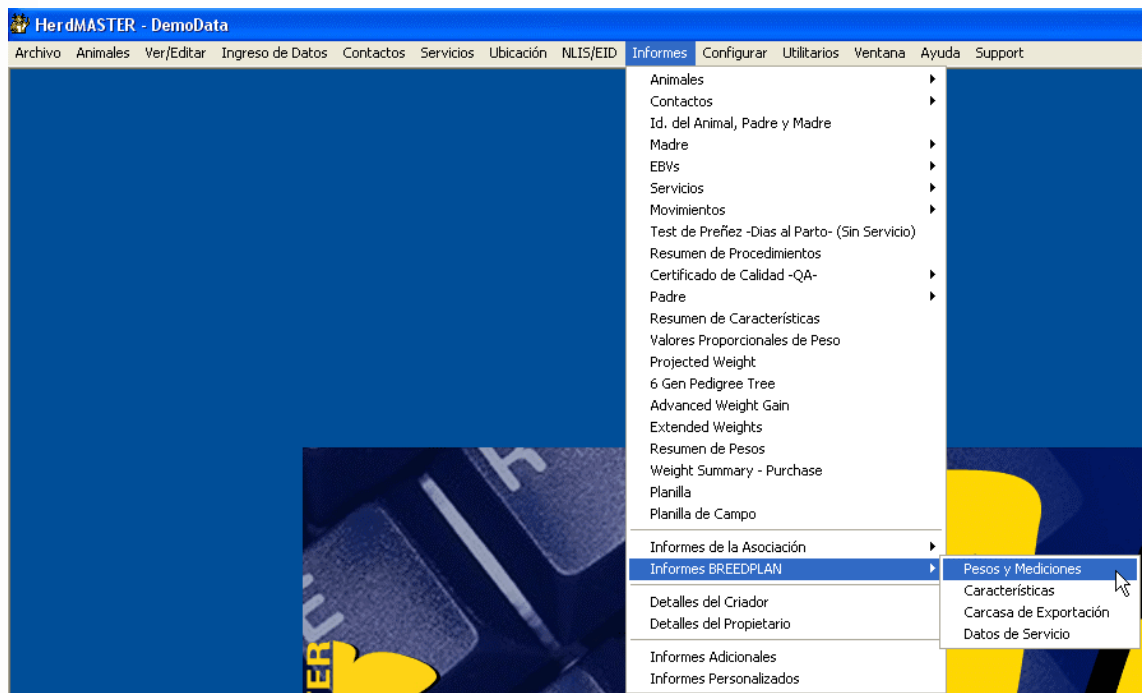 HerdMASTER - DemoData
Archivo Animales Ver/Editar Ingreso de Datos Contactos Servicios Ubicación NLIS/EID Informes Configurar Utilitarios Ventana Ayuda Support
Animales
Contactos
Id. del Animal, Padre y Madre
Madre
EBVs
Servicios
Movimientos
Test de Preñez -Dias al Parto- (Sin Servicio)
Resumen de Procedimientos
Certificado de Calidad -QA-
Padre
Resumen de Características
Valores Proporcionales de Peso
Projected Weight
6 Gen Pedigree Tree
Advanced Weight Gain
Extended Weights
Resumen de Pesos
Weight Summary - Purchase
Planilla
Planilla de Campo
Informes de la Asociación
Informes BREEDPLAN
Pesos y Mediciones
Características
Carcasa de Exportación
Datos de Servicio
Detalles del Criador
Detalles del Propietario
Informes Adicionales
Informes Personalizados